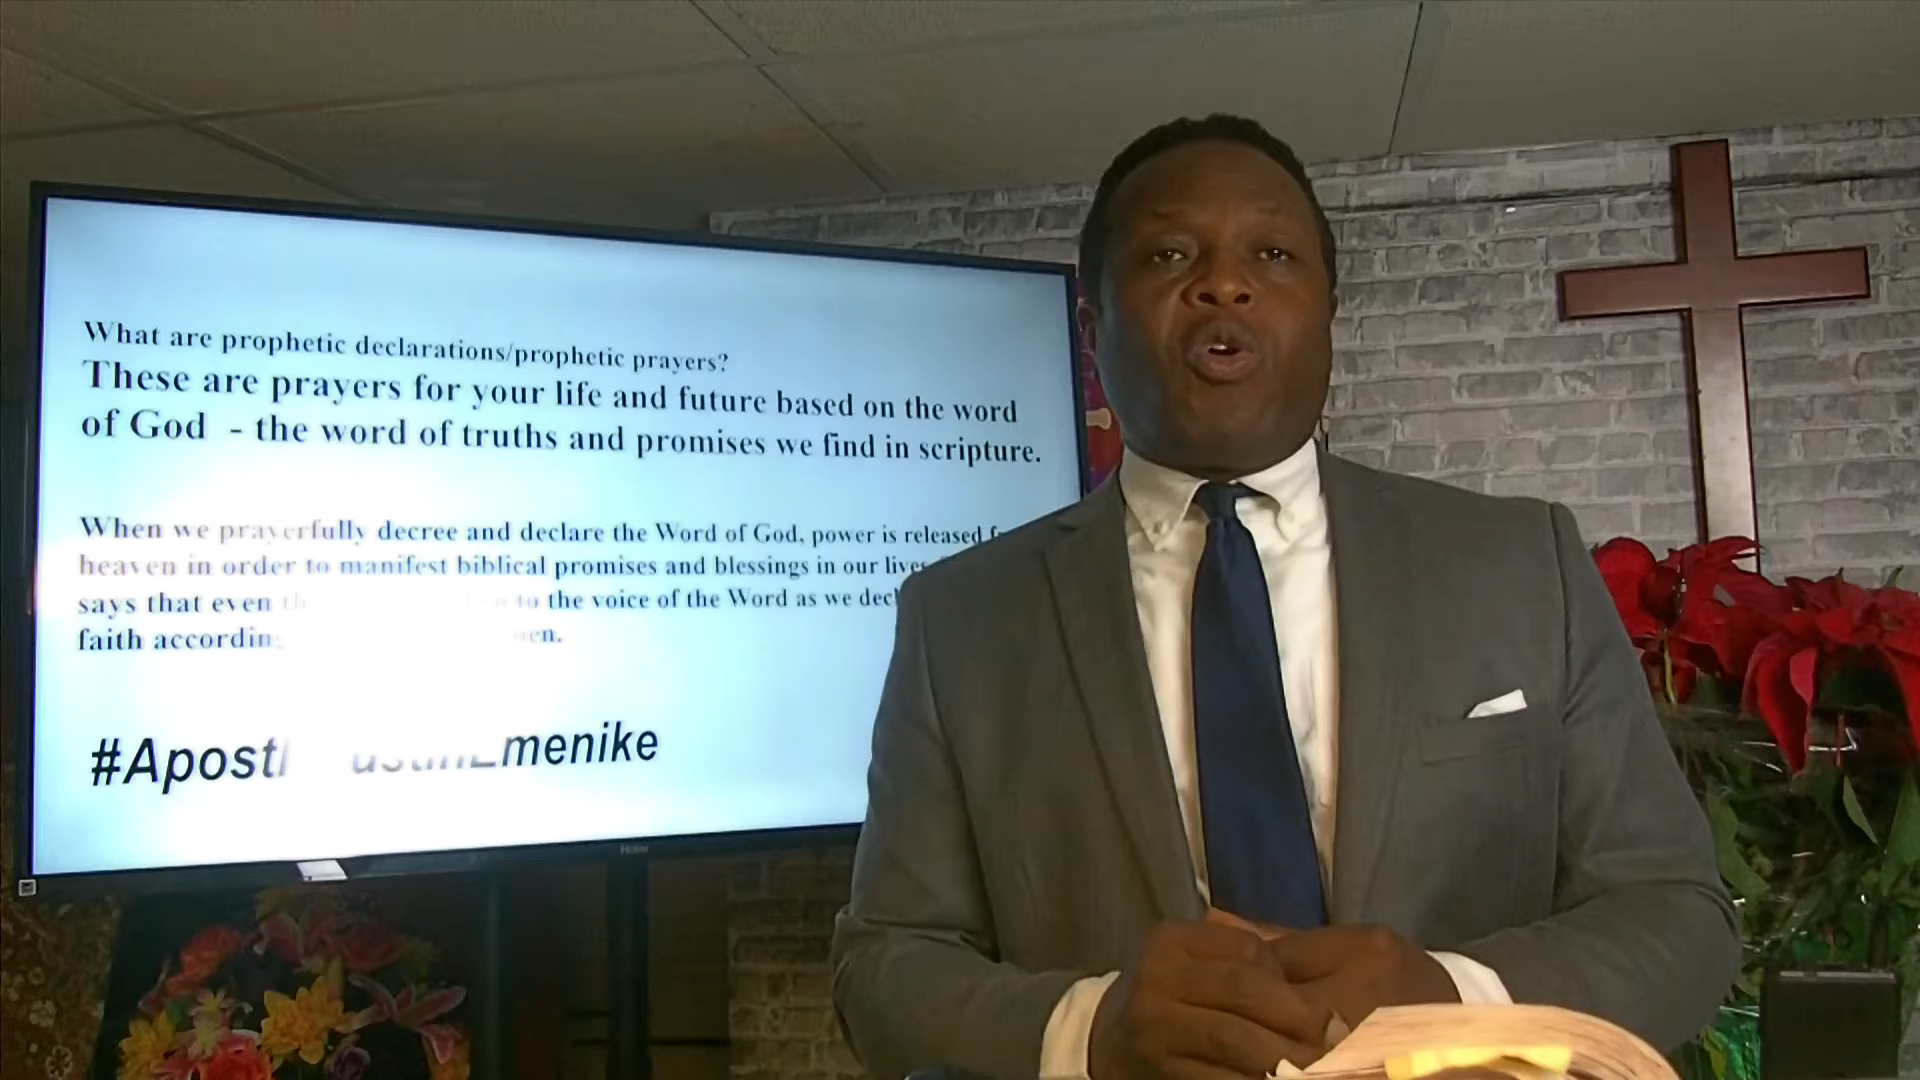 What are prophetic declarations/prophetic prayers?
These are prayers for your life and future based on the word
of God - the word of truths and promises we find in scripture.
When we prayerfully decree and declare the Word of God, power is released
heaven in order to manifest biblical promises and blessings in our lives
says that even to the voice of the Word as we
faith
Haier